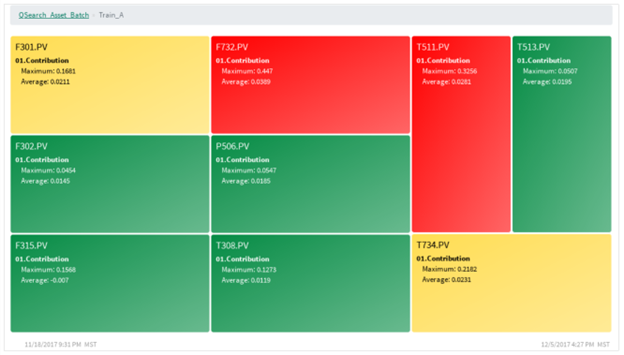 QSearch_Asset_Batch › Train_A
F301.PV
01.Contribution
Maximum: 0.1681
Average: 0.0211
F732.PV
01.Contribution
Maximum: 0.447
Average: 0.0389
T511.PV
01.Contribution
Maximum: 0.3256
Average: 0.0281
T513.PV
01.Contribution
Maximum: 0.0507
Average: 0.0195
F302.PV
01.Contribution
Maximum: 0.0454
Average: 0.0145
P506.PV
01.Contribution
Maximum: 0.0547
Average: 0.0185
F315.PV
01.Contribution
Maximum: 0.1568
Average: -0.007
T308.PV
01.Contribution
Maximum: 0.1273
Average: 0.0119
T734.PV
01.Contribution
Maximum: 0.2182
Average: 0.0231
11/18/2017 9:31 PM MST
12/5/2017 4:27 PM MST